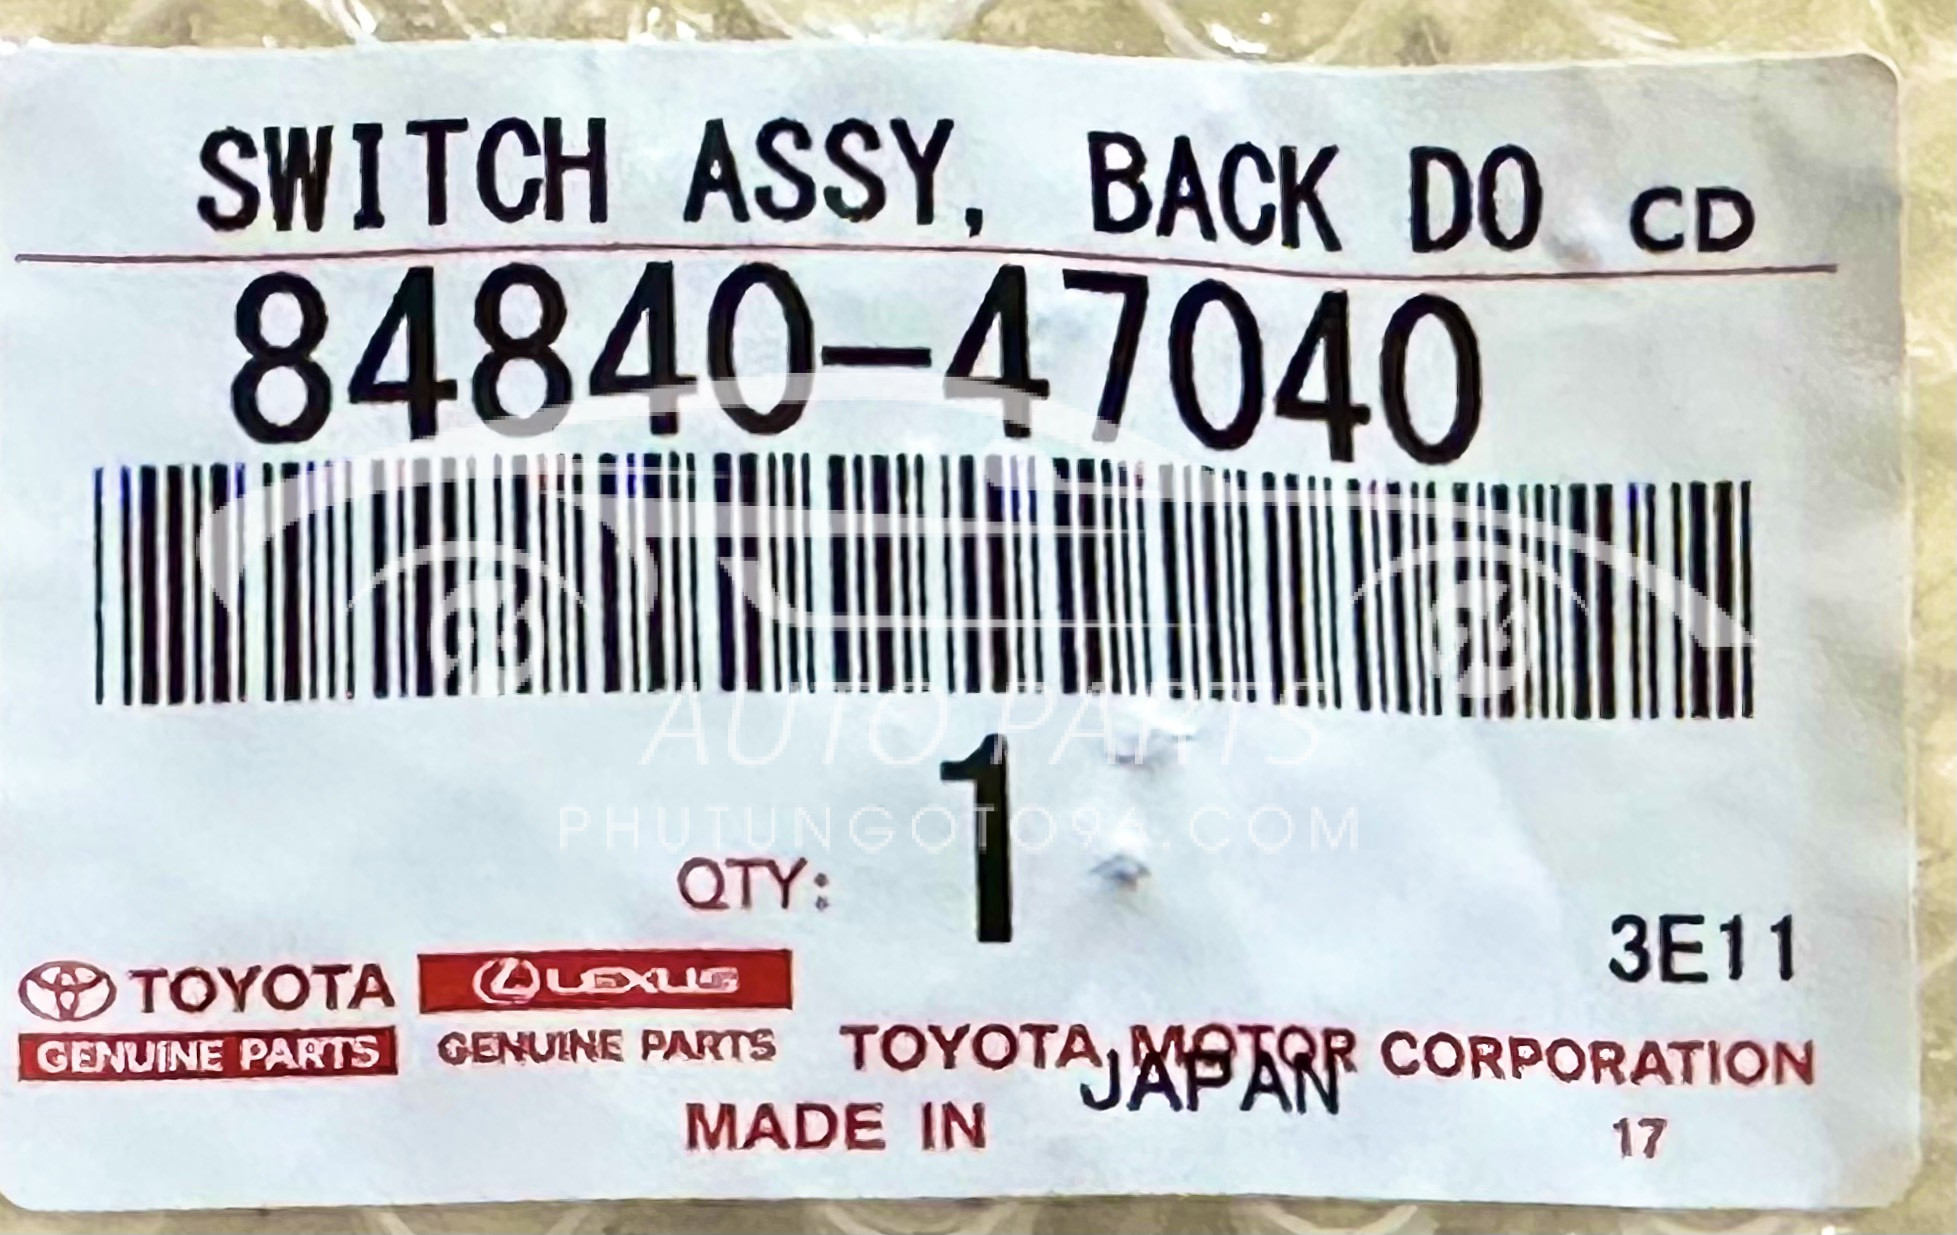 SWITCH ASSY, BACK DO CD
84840-47040
AUTO PARTS
1
PHUTUNGOTO96.COM
QTY:
3E11
TOYOTA LEXUS
GENUINE PARTS GENUINE PARTS TOYOTA MOTOR CORPORATION
MADE IN JAPAN
17